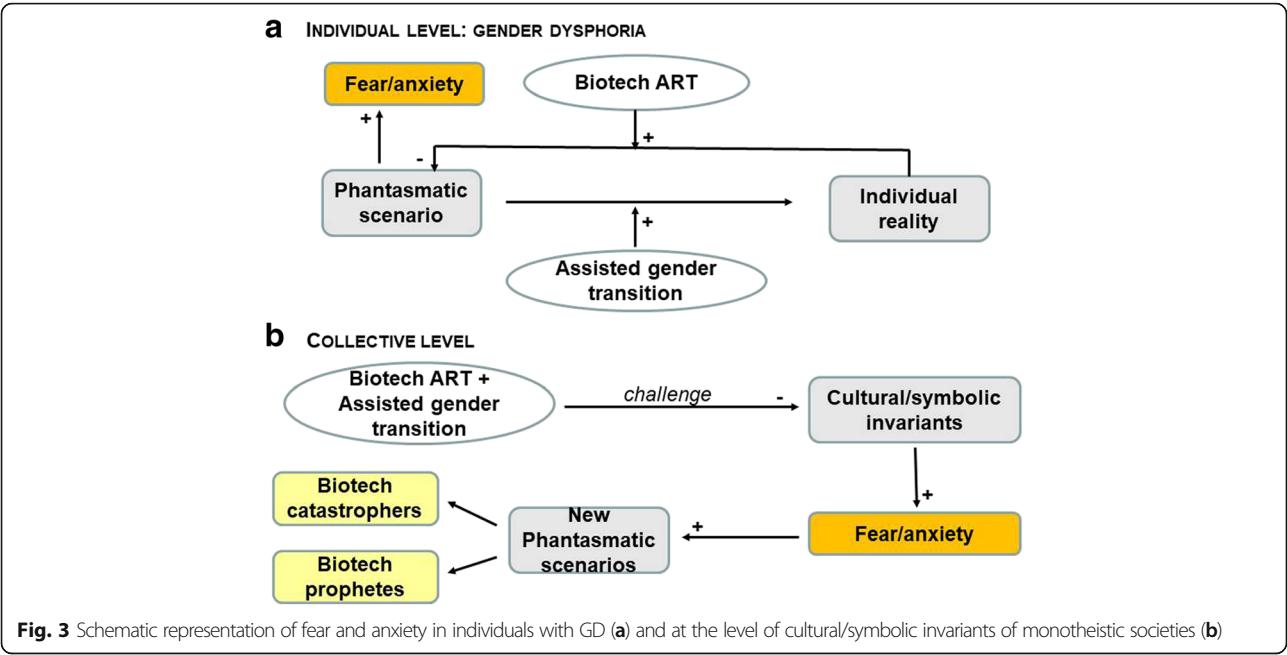 a INDIVIDUAL LEVEL: GENDER DYSPHORIA
Fear/anxiety
Biotech ART
+
+
-
Phantasmatic
scenario
Individual
reality
+
Assisted gender
transition
b COLLECTIVE LEVEL
Biotech ART +
Assisted gender
transition
challenge
-
Cultural/symbolic
invariants
+
Biotech
catastrophers
New
Phantasmatic
scenarios
+
Fear/anxiety
Biotech
prophetes
Fig. 3 Schematic representation of fear and anxiety in individuals with GD (a) and at the level of cultural/symbolic invariants of monotheistic societies (b)